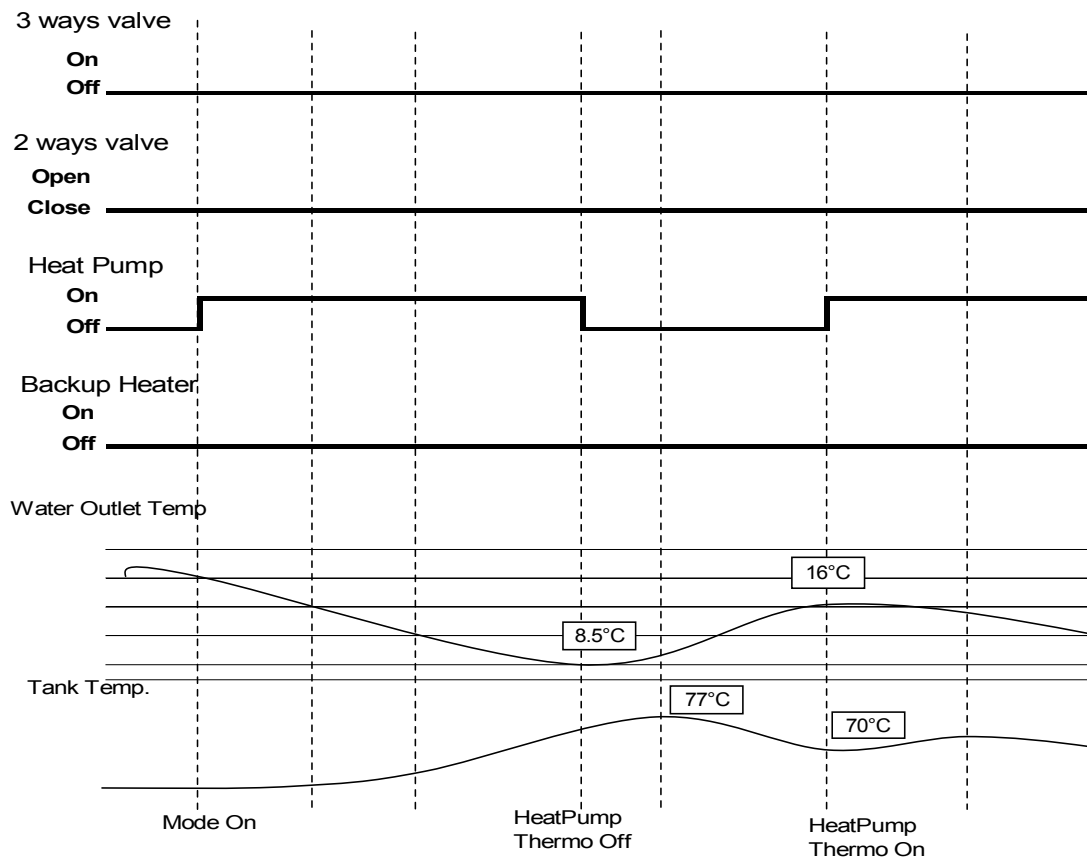 3 ways valve
On
Off
2 ways valve
Open
Close
Heat Pump
On
Off
Backup Heater
On
Off
Water Outlet Temp
16°C
8.5°C
Tank Temp.
77°C
70°C
Mode On
HeatPump
Thermo Off
HeatPump
Thermo On